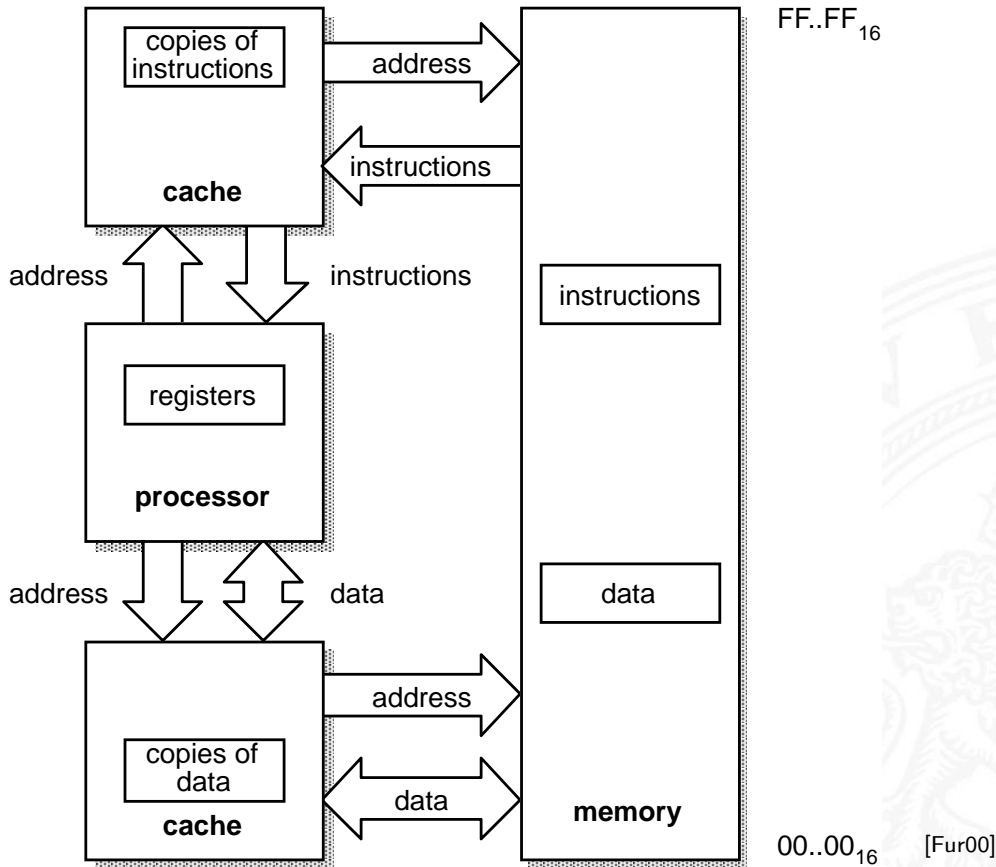 copies of
instructions
cache
address
instructions
address
instructions
registers
processor
address
data
address
copies of
data
cache
data
instructions
data
memory
FF..FF16
00..0016
[Fur00]